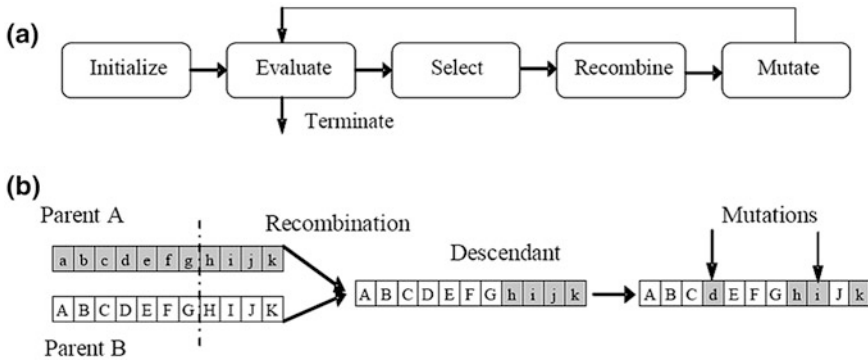 (a)
Initialize Evaluate Select Recombine Mutate
Terminate
(b)
Parent A Recombination Mutations
Descendant
a b c d e f g h i j k
A B C D E F G h i j k
A B C d E F G h i J k
A B C D E F G H I J K
Parent B